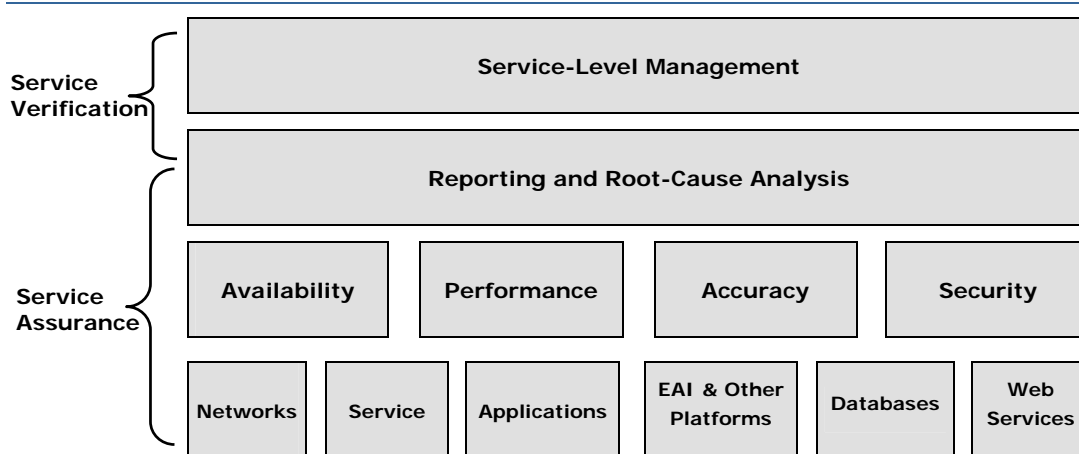 Service-Level Management
Service
Verification
Reporting and Root-Cause Analysis
Availability
Performance
Accuracy
Security
Service
Assurance
Networks
Service
Applications
EAI & Other
Platforms
Databases
Web
Services